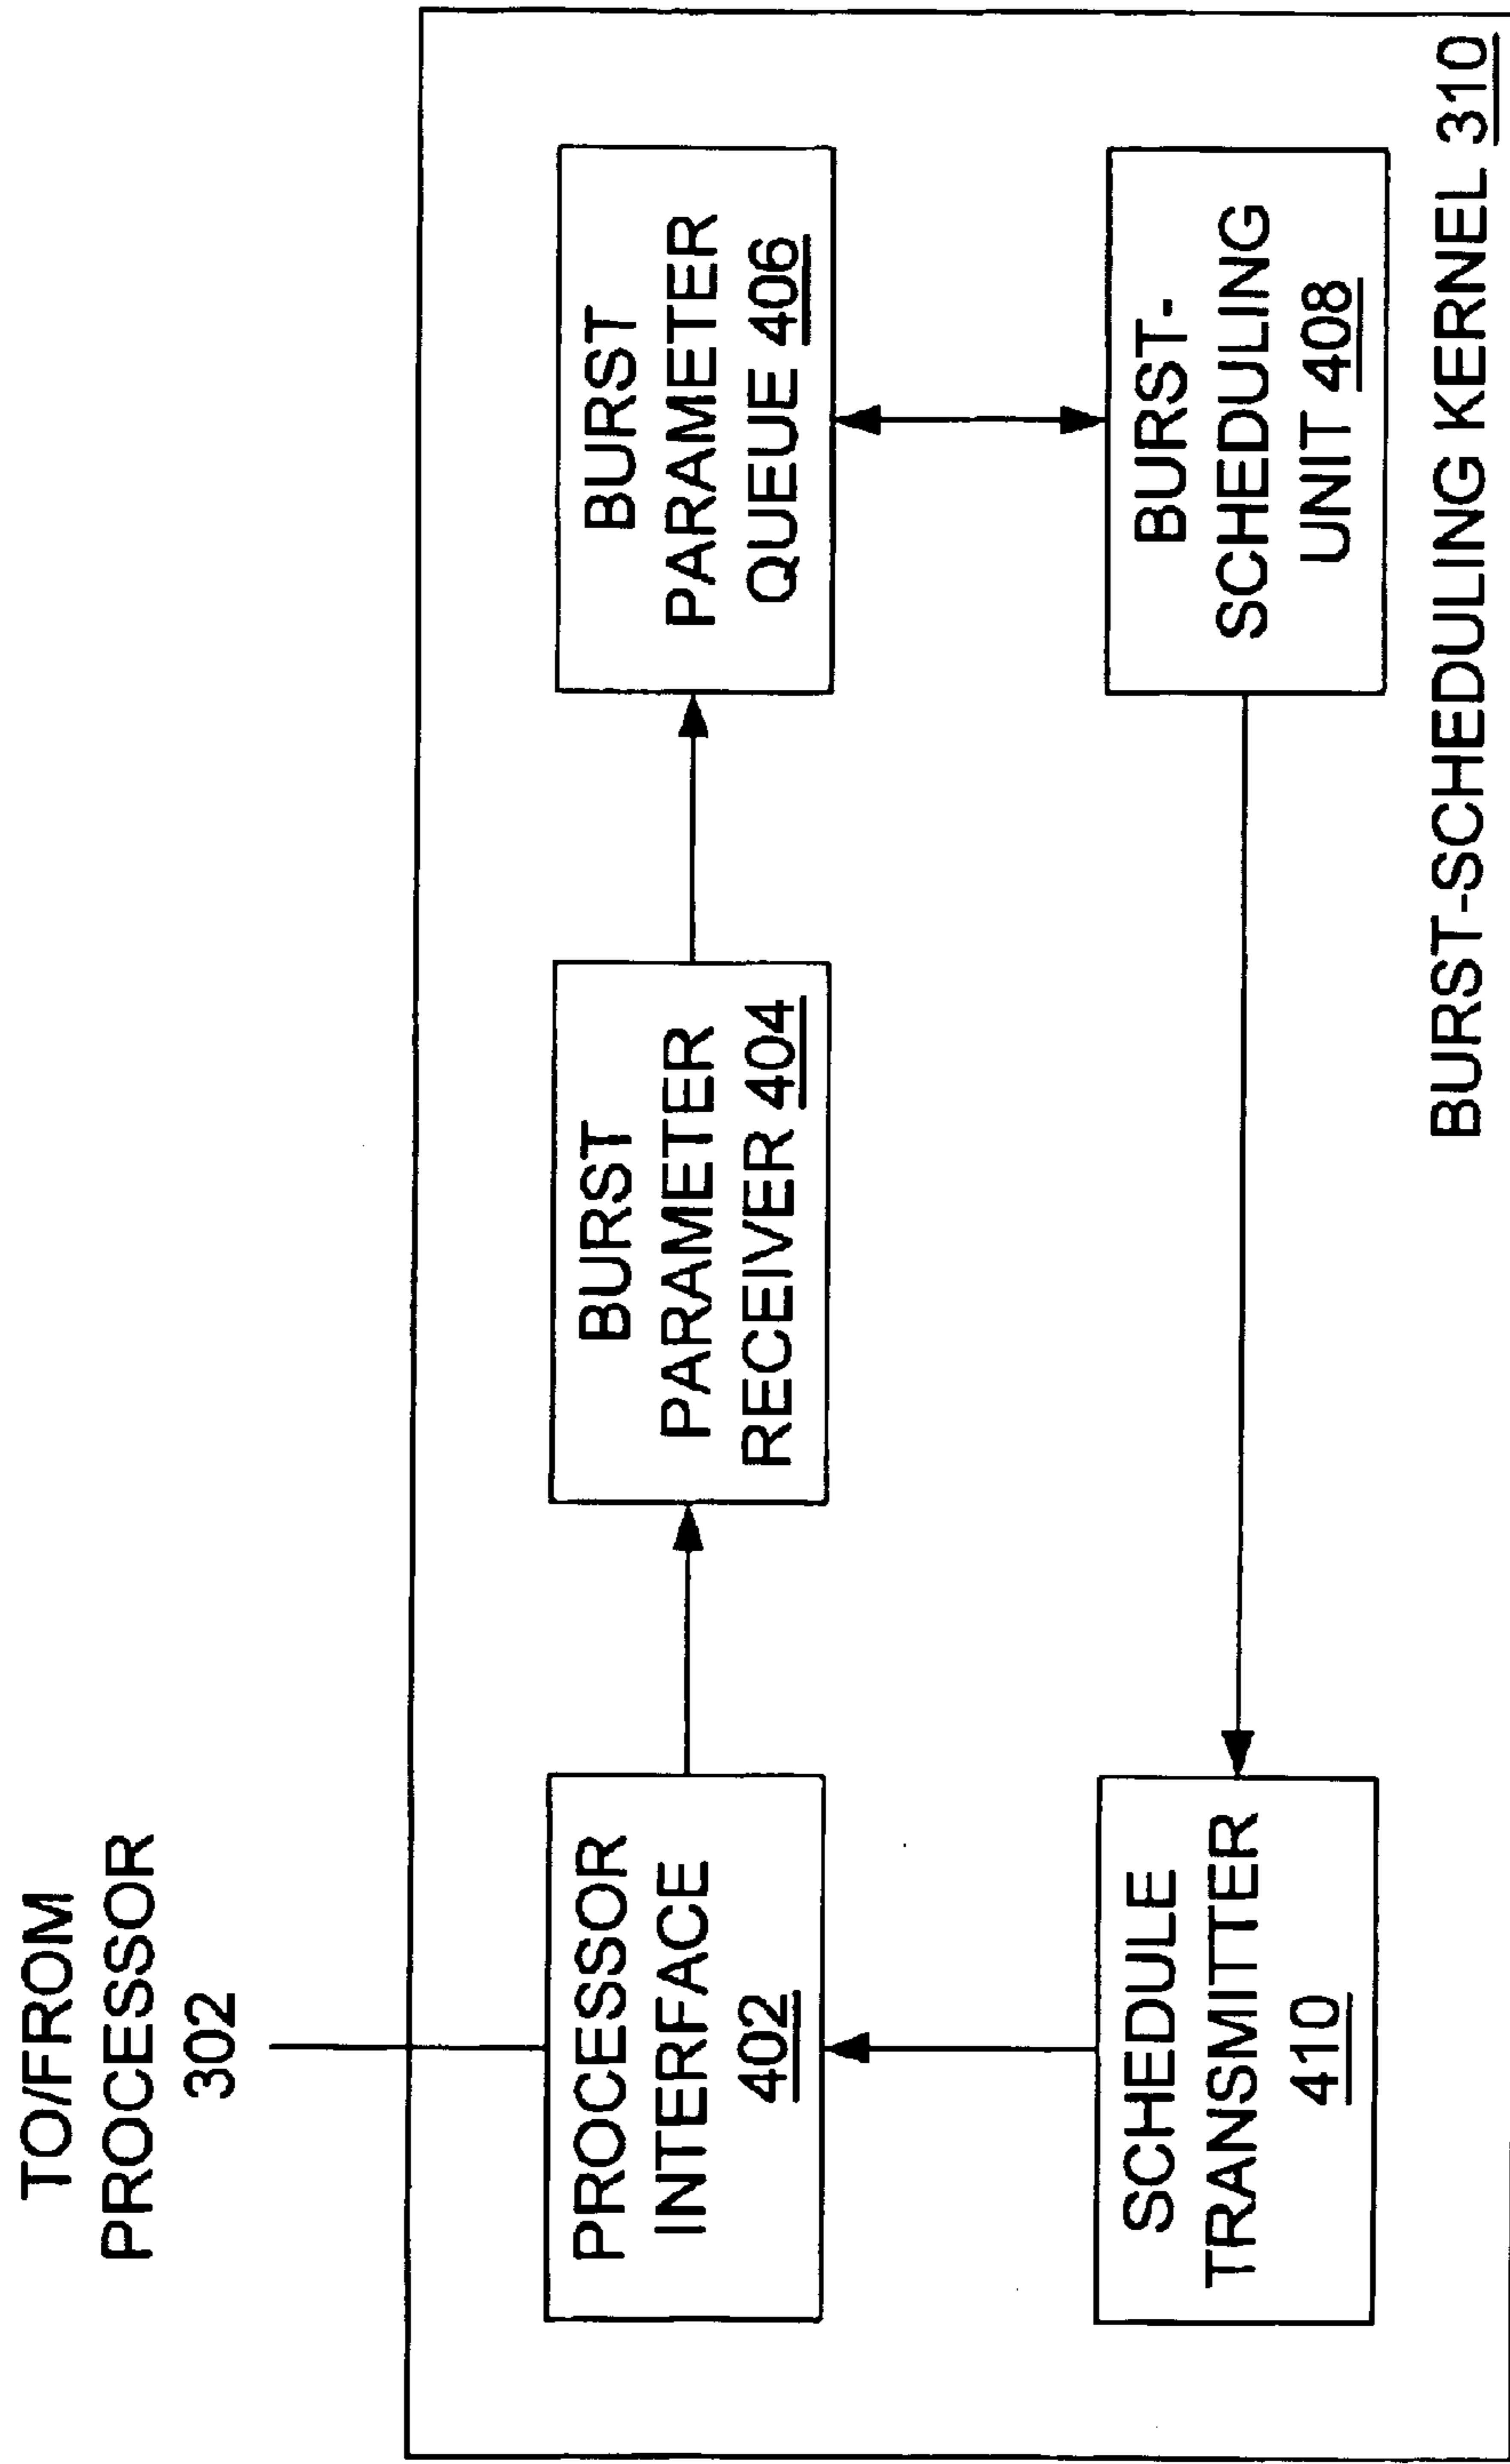 TO/FROM
PROCESSOR
302
PROCESSOR
INTERFACE
402
BURST
PARAMETER
RECEIVER 404
BURST
PARAMETER
QUEUE 406
SCHEDULE
TRANSMITTER
410
BURST-
SCHEDULING
UNIT 408
BURST-SCHEDULING KERNEL 310